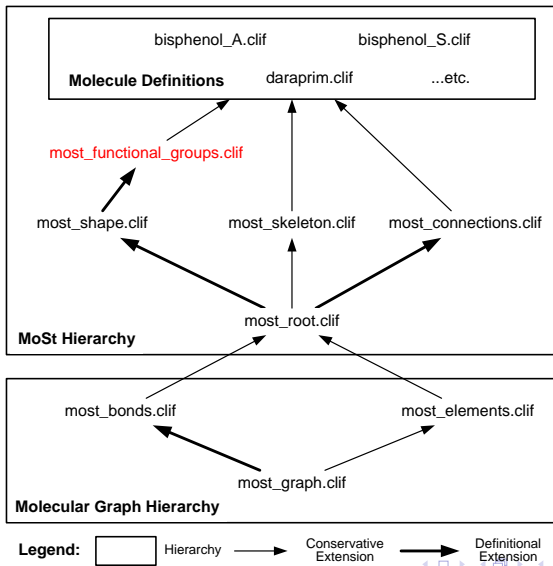 bisphenol_A.clif bisphenol_S.clif
Molecule Definitions daraprim.clif ...etc.
most_functional_groups.clif
most_shape.clif most_skeleton.clif most_connections.clif
most_root.clif
MoSt Hierarchy
most_bonds.clif most_elements.clif
most_graph.clif
Molecular Graph Hierarchy
Legend: Hierarchy Conservative Extension Definitional Extension